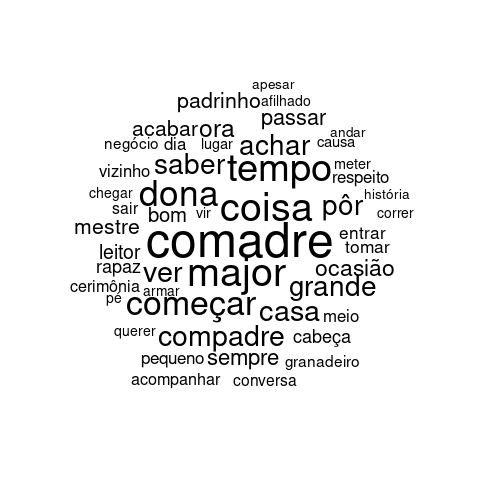 apesar
padrinho afilhado
passar
acabar ora andar
negócio dia lugar achar causa
vizinho saber tempo meter
respeito
chegar dona coisa pôr história
sair bom vir correr
mestre comadre entrar
leitor tomar
rapaz ver major ocasião
cerimônia armar grande
pé começar casa meio
querer compadre cabeça
pequeno sempre granadeiro
acompanhar conversa